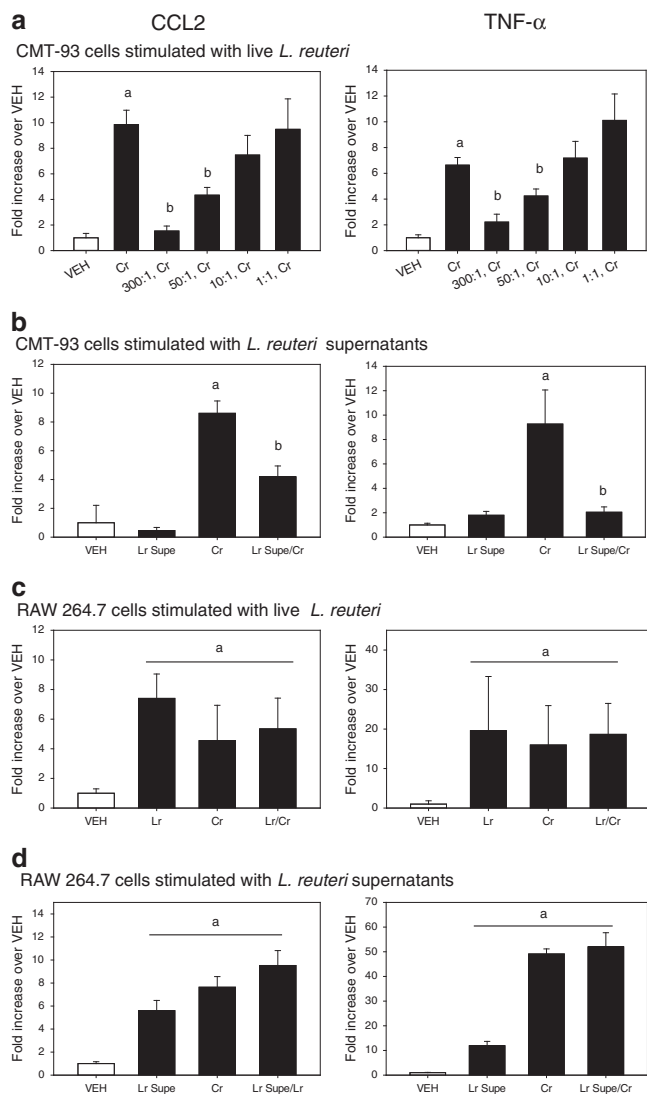 a
CCL2
TNF-α
CMT-93 cells stimulated with live L. reuteri
Fold increase over VEH
14
12
10
8
6
4
2
0
a
b
b
VEH
Cr
300:1, Cr
50:1, Cr
10:1, Cr
1:1, Cr
Fold increase over VEH
14
12
10
8
6
4
2
0
a
b
b
VEH
Cr
300:1, Cr
50:1, Cr
10:1, Cr
1:1, Cr
b
CMT-93 cells stimulated with L. reuteri supernatants
Fold increase over VEH
12
10
8
6
4
2
0
a
b
VEH
Lr Supe
Cr
Lr Supe/Cr
Fold increase over VEH
14
12
10
8
6
4
2
0
a
b
VEH
Lr Supe
Cr
Lr Supe/Cr
c
RAW 264.7 cells stimulated with live L. reuteri
Fold increase over VEH
12
10
8
6
4
2
0
a
VEH
Lr
Cr
Lr/Cr
Fold increase over VEH
40
30
20
10
0
a
VEH
Lr
Cr
Lr/Cr
d
RAW 264.7 cells stimulated with L. reuteri supernatants
Fold increase over VEH
14
12
10
8
6
4
2
0
a
VEH
Lr Supe
Cr
Lr Supe/Lr
Fold increase over VEH
70
60
50
40
30
20
10
0
a
VEH
Lr Supe
Cr
Lr Supe/Cr